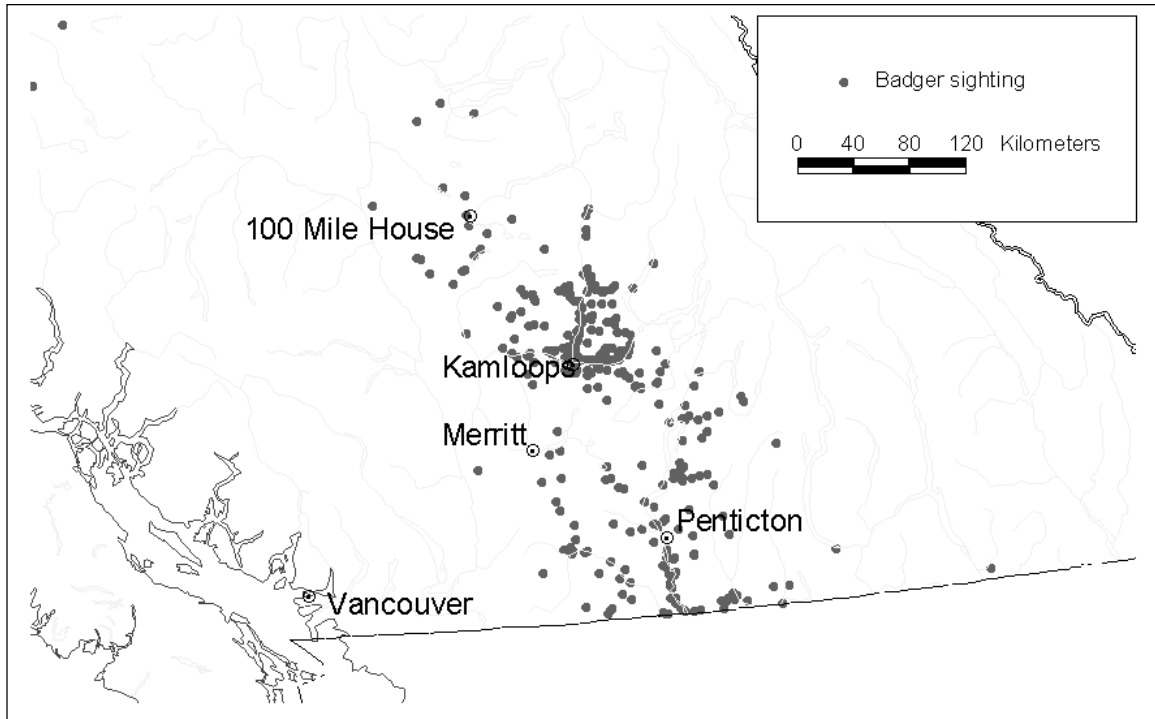 Badger sighting
0 40 80 120 Kilometers
100 Mile House
Kamloops
Merritt
Penticton
Vancouver